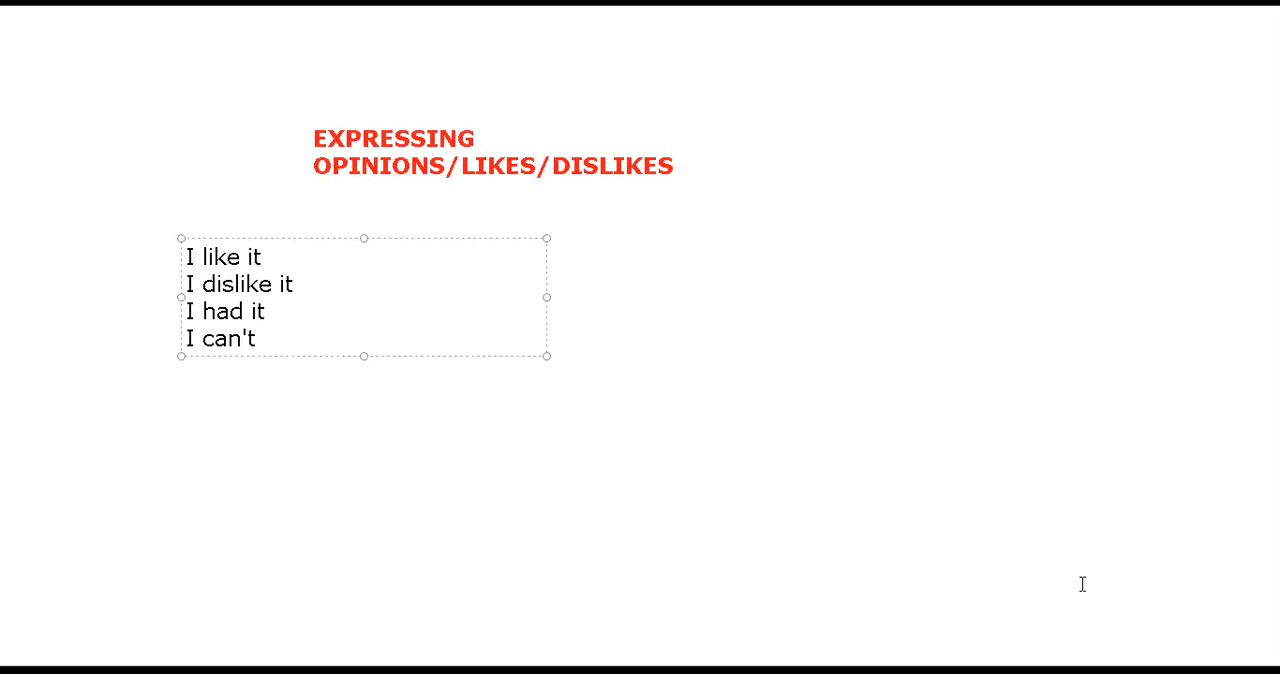 EXPRESSING
OPINIONS/LIKES/DISLIKES
I like it
I dislike it
I had it
I can't